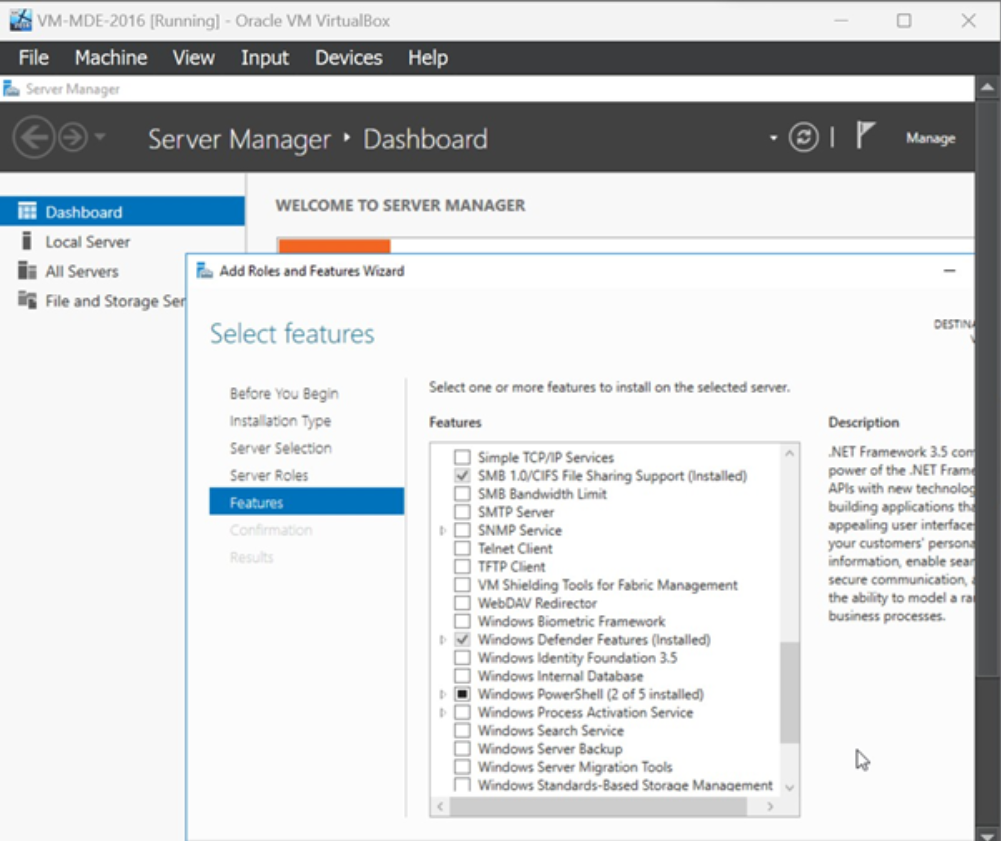 VM-MDE-2016 [Running] - Oracle VM VirtualBox
File Machine View Input Devices Help
Server Manager
Server Manager ‣ Dashboard
Manage
Dashboard
Local Server
All Servers
File and Storage Ser
WELCOME TO SERVER MANAGER
Add Roles and Features Wizard
Select features
DESTINA
Before You Begin
Installation Type
Server Selection
Server Roles
Features
Confirmation
Results
Select one or more features to install on the selected server.
Features
Simple TCP/IP Services
SMB 1.0/CIFS File Sharing Support (Installed)
SMB Bandwidth Limit
SMTP Server
SNMP Service
Telnet Client
TFTP Client
VM Shielding Tools for Fabric Management
WebDAV Redirector
Windows Biometric Framework
Windows Defender Features (Installed)
Windows Identity Foundation 3.5
Windows Internal Database
Windows PowerShell (2 of 5 installed)
Windows Process Activation Service
Windows Search Service
Windows Server Backup
Windows Server Migration Tools
Windows Standards-Based Storage Management
Description
.NET Framework 3.5 com
power of the .NET Frame
APIs with new technolog
building applications tha
appealing user interface
your customers' persona
information, enable sear
secure communication, a
the ability to model a ra
business processes.